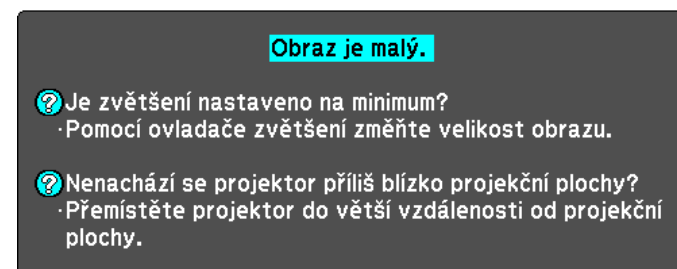 Obraz je malý.
Je zvětšení nastaveno na minimum?
·Pomocí ovladače zvětšení změňte velikost obrazu.
Nenachází se projektor příliš blízko projekční plochy?
·Přemístěte projektor do větší vzdálenosti od projekční
plochy.